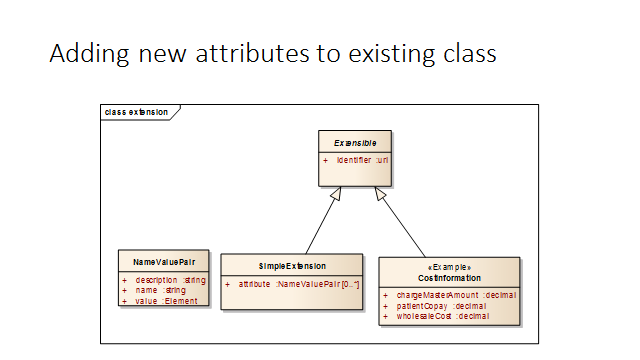 Adding new attributes to existing class
class extension
Extensible
+ identifier :uri
NameValuePair
+ description :string
+ name :string
+ value :Element
SimpleExtension
+ attribute :NameValuePair [0..*]
«Example»
CostInformation
+ chargeMasterAmount :decimal
+ patientCopay :decimal
+ wholesaleCost :decimal